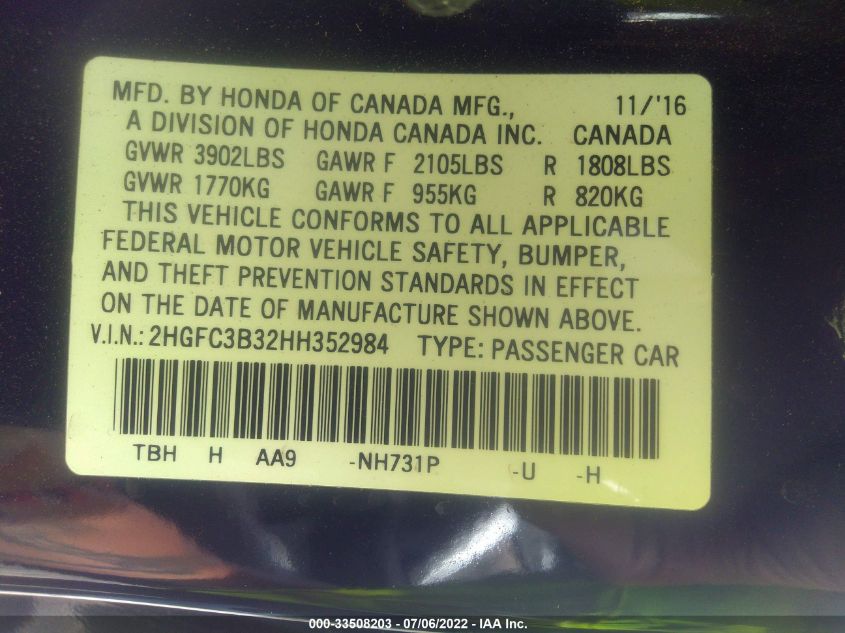 MFD. BY HONDA OF CANADA MFG., 11/'16
A DIVISION OF HONDA CANADA INC. CANADA
GVWR 3902LBS GAWR F 2105LBS R 1808LBS
GVWR 1770KG GAWR F 955KG R 820KG
THIS VEHICLE CONFORMS TO ALL APPLICABLE
FEDERAL MOTOR VEHICLE SAFETY, BUMPER,
AND THEFT PREVENTION STANDARDS IN EFFECT
ON THE DATE OF MANUFACTURE SHOWN ABOVE.
V.I.N.: 2HGFC3B32HH352984 TYPE: PASSENGER CAR
TBH H AA9 -NH731P -U -H
000-33508203 - 07/06/2022 - IAA Inc.